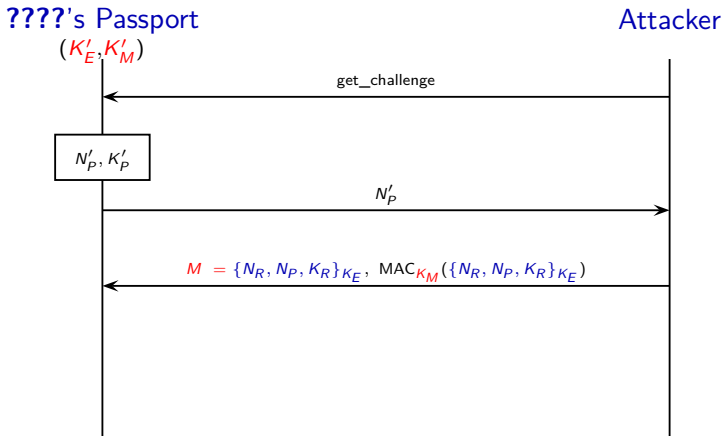 ????'s Passport
Attacker
(K′_E,K′_M)
get_challenge
N′_P, K′_P
N′_P
M = {N_R, N_P, K_R}_{K_E}, MAC_{K_M}({N_R, N_P, K_R}_{K_E})